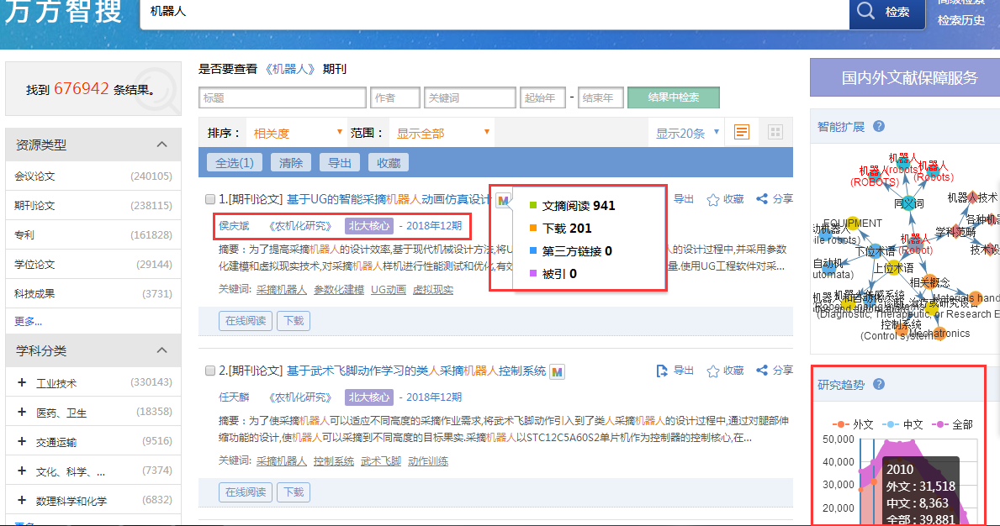 万方智搜
机器人
检索
高级检索
检索历史
找到 676942 条结果。
资源类型
会议论文 (240105)
期刊论文 (238115)
专利 (161828)
学位论文 (29144)
科技成果 (3731)
更多...
学科分类
+ 工业技术 (330143)
+ 医药、卫生 (18358)
+ 交通运输 (9516)
+ 文化、科学、... (7374)
+ 数理科学和化学 (6832)
更多
是否要查看 《机器人》 期刊
标题 作者 关键词 起始年 - 结束年 结果中检索
排序： 相关度 范围： 显示全部 显示20条
全选(1) 清除 导出 收藏
1.[期刊论文] 基于UG的智能采摘机器人动画仿真设计 M 导出 收藏 分享
侯庆斌 《农机化研究》 北大核心 - 2018年12期
摘要：为了提高采摘机器人的设计效率,基于现代机械设计方法,将U 人的设计过程中,并采用参数
化建模和虚拟现实技术,对采摘机器人样机进行性能测试和优化,有效 量.使用UG工程软件对采...
关键词: 采摘机器人 参数化建模 UG动画 虚拟现实
在线阅读 下载
文摘阅读 941
下载 201
第三方链接 0
被引 0
2.[期刊论文] 基于武术飞脚动作学习的类人采摘机器人控制系统 M 导出 收藏 分享
任天麟 《农机化研究》 北大核心 - 2018年12期
摘要：为了使采摘机器人可以适应不同高度的采摘作业需求,将武术飞脚动作引入到了类人采摘机器人的设计过程中,通过对腿部伸
缩功能的设计,使机器人可以采摘到不同高度的目标果实.采摘机器人以STC12C5A60S2单片机作为控制器的控制核心,在...
关键词: 采摘机器人 控制系统 武术飞脚 动作训练
在线阅读 下载
国内外文献保障服务
智能扩展 ?
机器人
(robots)
机器人
(ROBOTS)
机器人
(Robots)
同义词
机器人技术
EQUIPMENT
各种机
学科范畴
动机器人
ile robots)
机器人
(Robot)
下位术语
技术
自动机
utomata)
上位术语
相关概念
Materials hand
(Diagnostic, Therapeutic, or Research E
控制系统
(Control system
Mechatronics
研究趋势 ?
外文 中文 全部
50,000
40,000
30,000
20,000
2010
外文 : 31,518
中文 : 8,363
全部 : 39,881